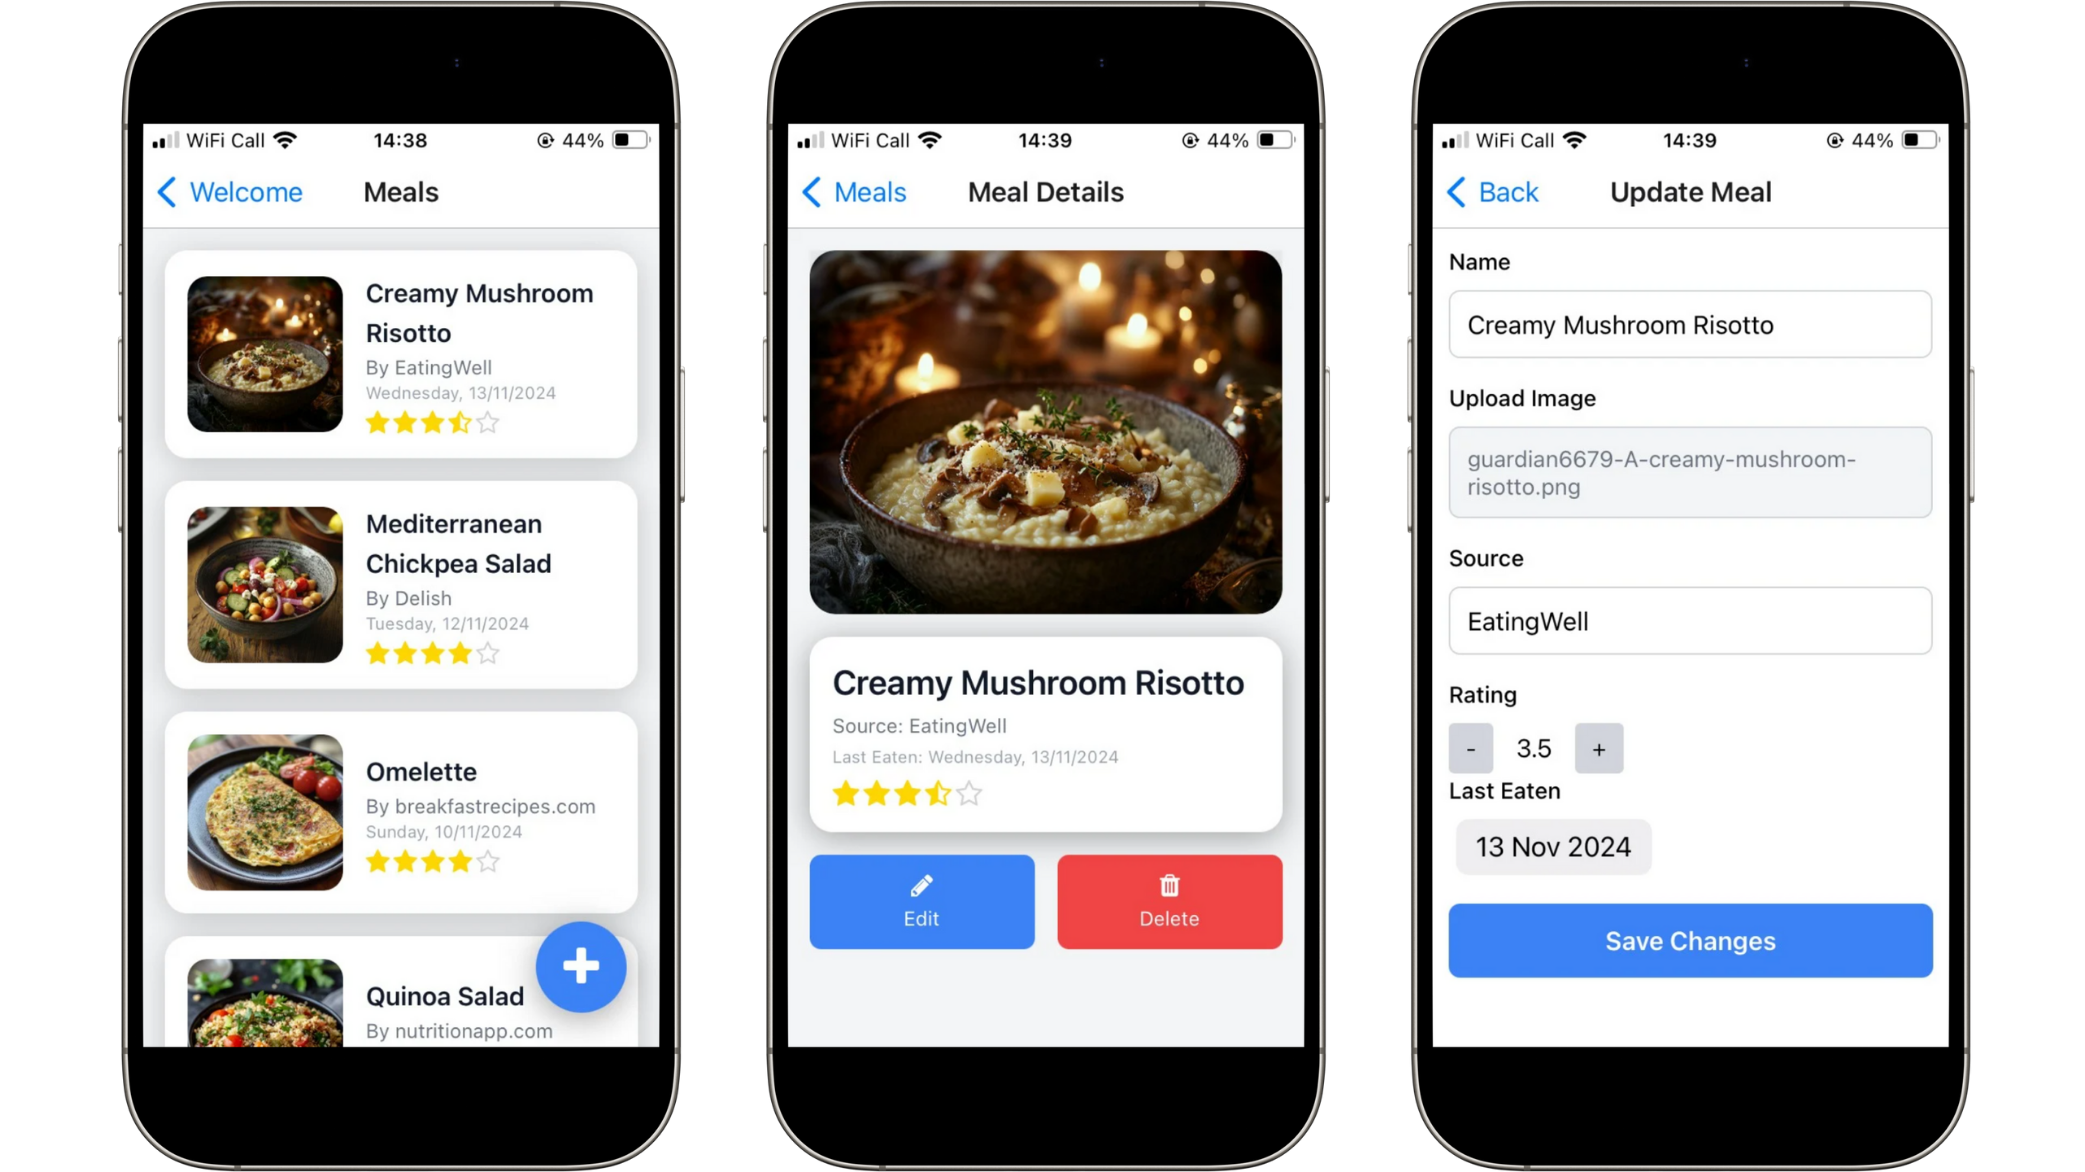 WiFi Call 14:38 44%
Welcome Meals
Creamy Mushroom
Risotto
By EatingWell
Wednesday, 13/11/2024
Mediterranean
Chickpea Salad
By Delish
Tuesday, 12/11/2024
Omelette
By breakfastrecipes.com
Sunday, 10/11/2024
+
Quinoa Salad
By nutritionapp.com
WiFi Call 14:39 44%
Meals Meal Details
Creamy Mushroom Risotto
Source: EatingWell
Last Eaten: Wednesday, 13/11/2024
Edit Delete
WiFi Call 14:39 44%
Back Update Meal
Name
Creamy Mushroom Risotto
Upload Image
guardian6679-A-creamy-mushroom-
risotto.png
Source
EatingWell
Rating
- 3.5 +
Last Eaten
13 Nov 2024
Save Changes